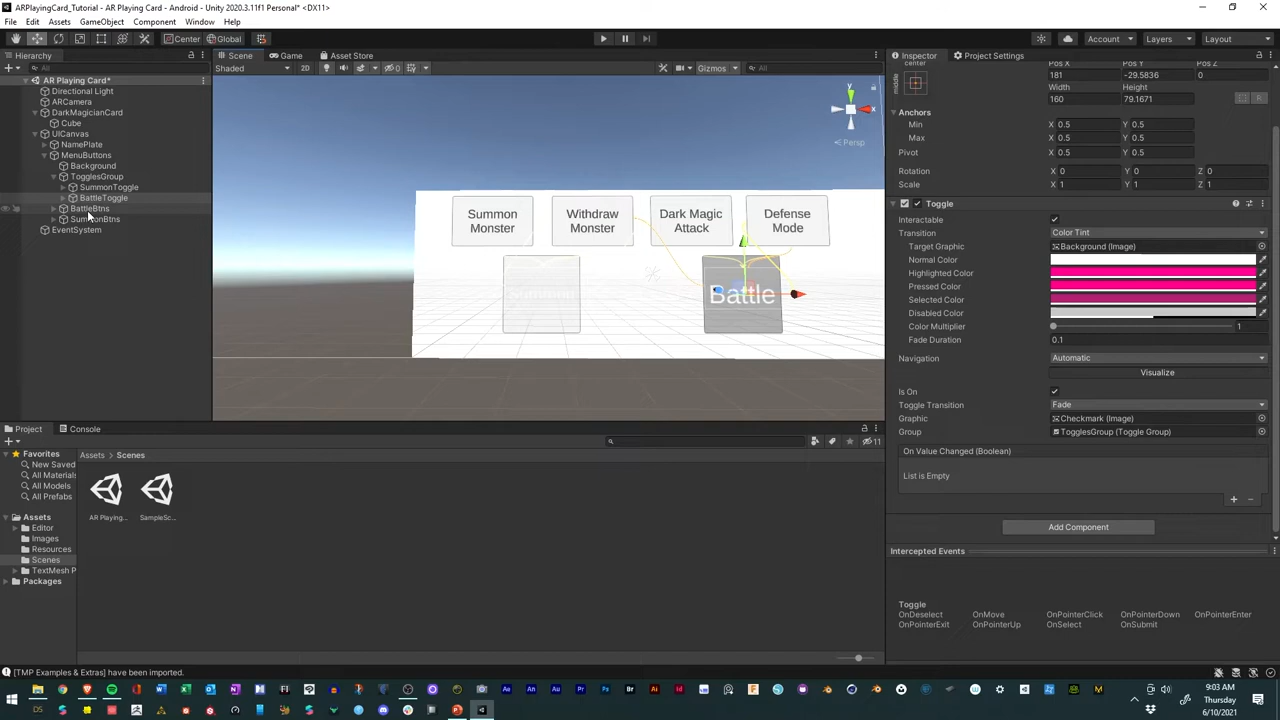 ARPlayingCard_Tutorial - AR Playing Card - Android - Unity 2020.3.11f1 Personal* <DX11>
File Edit Assets GameObject Component Window Help
Center Global Account Layers Layout
Hierarchy Scene Game Asset Store Inspector Project Settings
All Shaded 2D 0 Gizmos All
AR Playing Card*
Directional Light
ARCamera
DarkMagicianCard
Cube
UICanvas
NamePlate
MenuButtons
Background
TogglesGroup
SummonToggle
BattleToggle
BattleBtns
SummonBtns
EventSystem
Persp
Summon Monster
Withdraw Monster
Dark Magic Attack
Defense Mode
Battle
center Pos X Pos Y Pos Z
middle 181 -29.5836 0
Width Height
160 79.1671
R
Anchors
Min X 0.5 Y 0.5
Max X 0.5 Y 0.5
Pivot X 0.5 Y 0.5
Rotation X 0 Y 0 Z 0
Scale X 1 Y 1 Z 1
Toggle
Interactable
Transition Color Tint
Target Graphic Background (Image)
Normal Color
Highlighted Color
Pressed Color
Selected Color
Disabled Color
Color Multiplier 1
Fade Duration 0.1
Navigation Automatic
Visualize
Is On
Toggle Transition Fade
Graphic Checkmark (Image)
Group TogglesGroup (Toggle Group)
On Value Changed (Boolean)
List is Empty
Add Component
Intercepted Events
Toggle
OnDeselect OnMove OnPointerClick OnPointerDown OnPointerEnter
OnPointerExit OnPointerUp OnSelect OnSubmit
Project Console
11
Favorites
New Saved
All Materials
All Models
All Prefabs
Assets
Editor
Images
Resources
Scenes
TextMesh P
Packages
Assets > Scenes
AR Playing... SampleSc...
[TMP Examples & Extras] have been imported.
9:03 AM
Thursday
6/10/2021